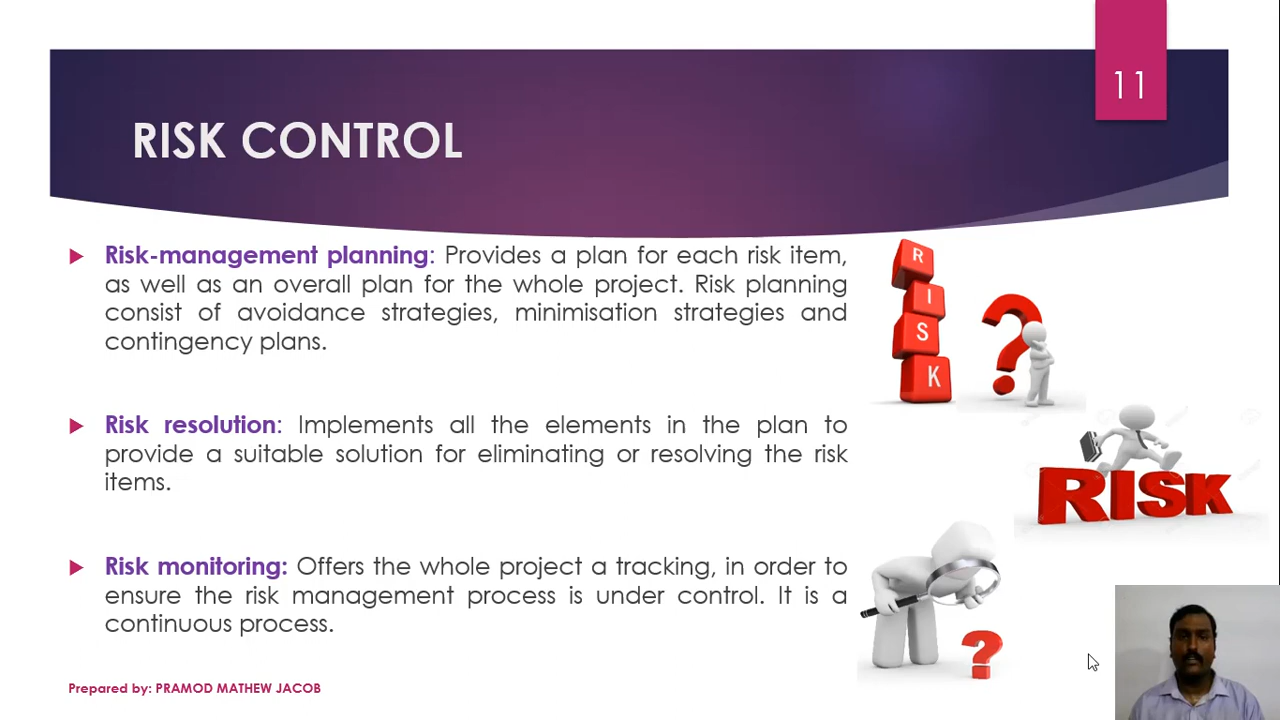 11
RISK CONTROL
Risk-management planning: Provides a plan for each risk item,
as well as an overall plan for the whole project. Risk planning
consist of avoidance strategies, minimisation strategies and
contingency plans.
Risk resolution: Implements all the elements in the plan to
provide a suitable solution for eliminating or resolving the risk
items.
Risk monitoring: Offers the whole project a tracking, in order to
ensure the risk management process is under control. It is a
continuous process.
R
I
S
K
?
RISK
?
Prepared by: PRAMOD MATHEW JACOB